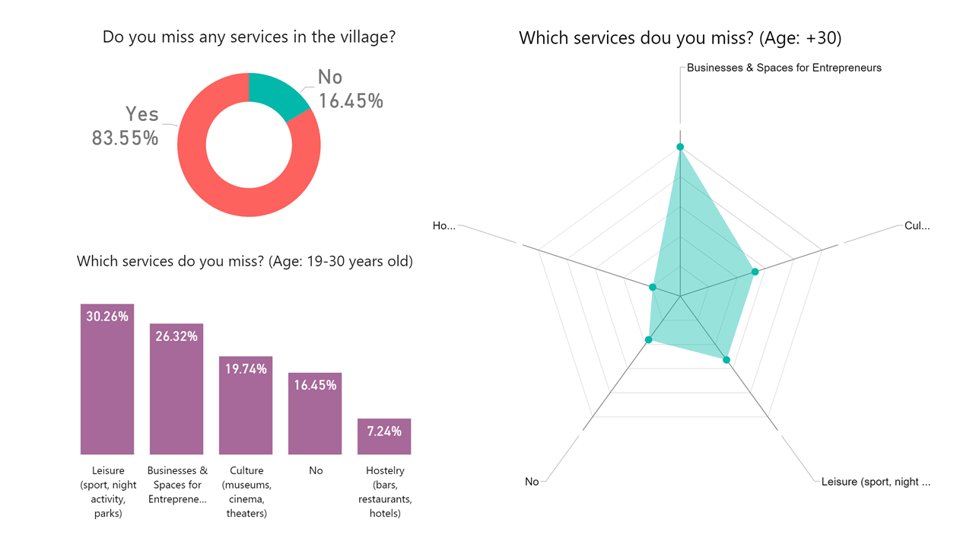 Do you miss any services in the village?
No
16.45%
Yes
83.55%
Which services do you miss? (Age: 19-30 years old)
30.26%
26.32%
19.74%
16.45%
7.24%
Leisure
(sport, night
activity,
parks)
Businesses &
Spaces for
Entreprene...
Culture
(museums,
cinema,
theaters)
No
Hostelry
(bars,
restaurants,
hotels)
Which services dou you miss? (Age: +30)
Businesses & Spaces for Entrepreneurs
Ho...
Cul...
No
Leisure (sport, night ...